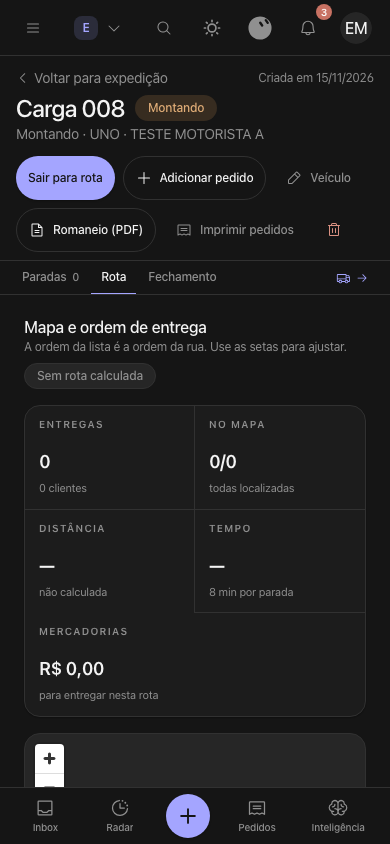 E
3
EM
Voltar para expedição
Criada em 15/11/2026
Carga 008
Montando
Montando · UNO · TESTE MOTORISTA A
Sair para rota
Adicionar pedido
Veículo
Romaneio (PDF)
Imprimir pedidos
Paradas 0
Rota
Fechamento
Mapa e ordem de entrega
A ordem da lista é a ordem da rua. Use as setas para ajustar.
Sem rota calculada
ENTREGAS
0
0 clientes
NO MAPA
0/0
todas localizadas
DISTÂNCIA
—
não calculada
TEMPO
—
8 min por parada
MERCADORIAS
R$ 0,00
para entregar nesta rota
+
Inbox
Radar
Pedidos
Inteligência